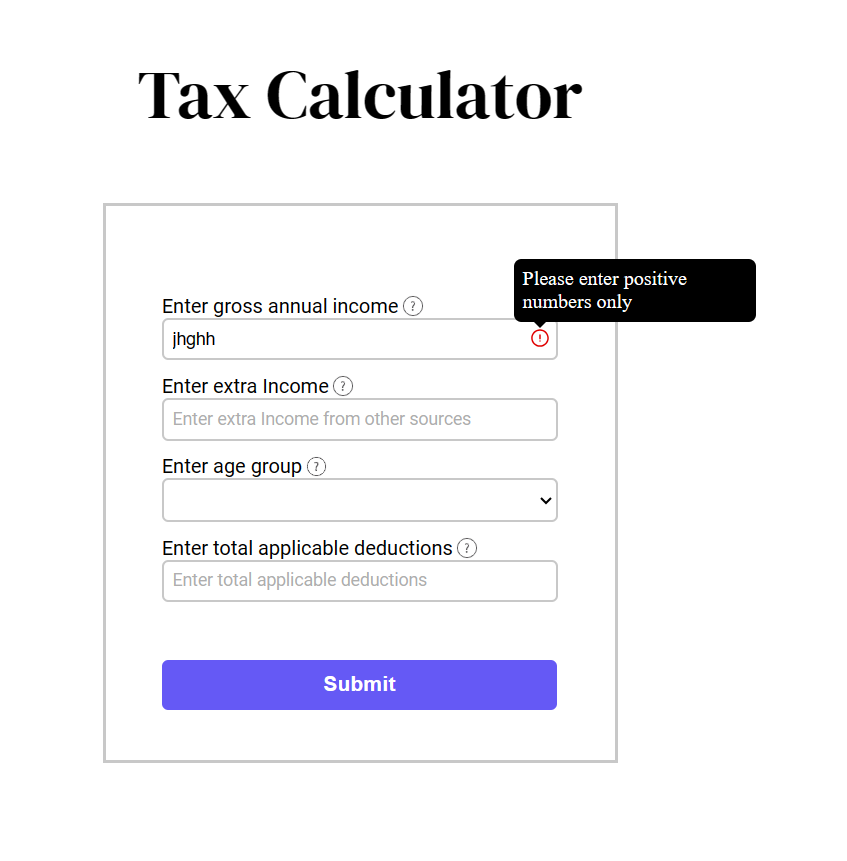 Tax Calculator
Please enter positive
numbers only
Enter gross annual income ?
jhghh
Enter extra Income ?
Enter extra Income from other sources
Enter age group ?
Enter total applicable deductions ?
Enter total applicable deductions
Submit